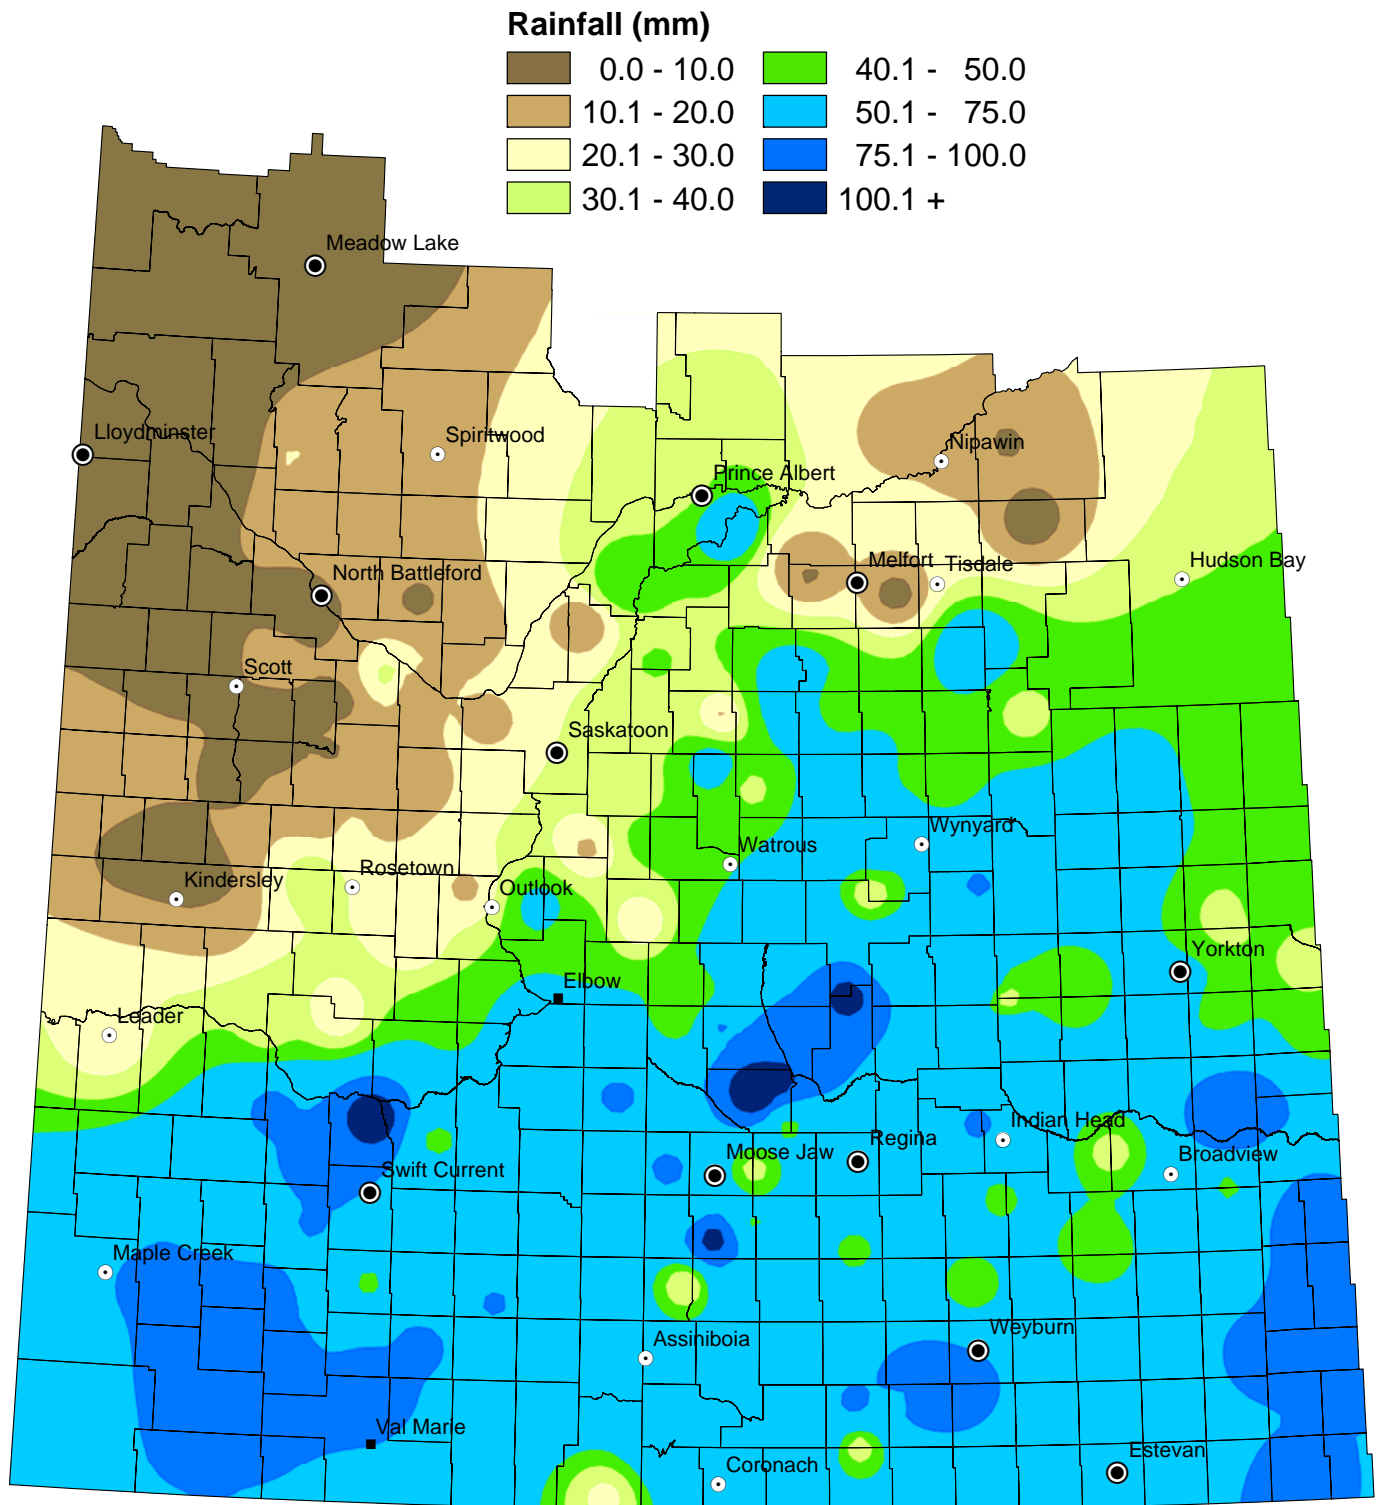 Rainfall (mm)
0.0 - 10.0
10.1 - 20.0
20.1 - 30.0
30.1 - 40.0
40.1 - 50.0
50.1 - 75.0
75.1 - 100.0
100.1 +
Meadow Lake
Lloydminster
Spiritwood
Nipawin
Prince Albert
Hudson Bay
Melfort
Tisdale
North Battleford
Scott
Saskatoon
Wynyard
Watrous
Rosetown
Kindersley
Outlook
Yorkton
Elbow
Leader
Indian Head
Regina
Moose Jaw
Broadview
Swift Current
Maple Creek
Weyburn
Assiniboia
Val Marie
Estevan
Coronach